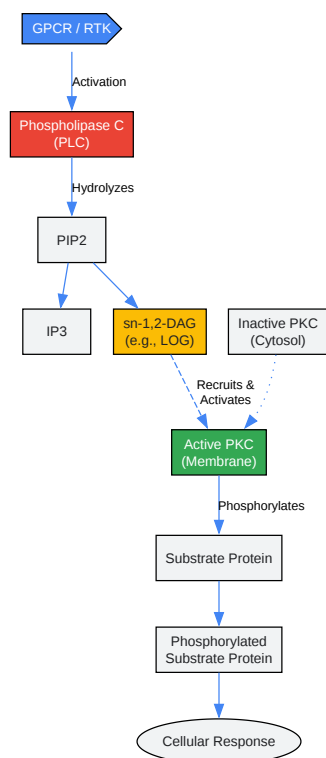 GPCR / RTK
Activation
Phospholipase C
(PLC)
Hydrolyzes
PIP2
IP3
sn-1,2-DAG
(e.g., LOG)
Inactive PKC
(Cytosol)
Recruits &
Activates
Active PKC
(Membrane)
Phosphorylates
Substrate Protein
Phosphorylated
Substrate Protein
Cellular Response